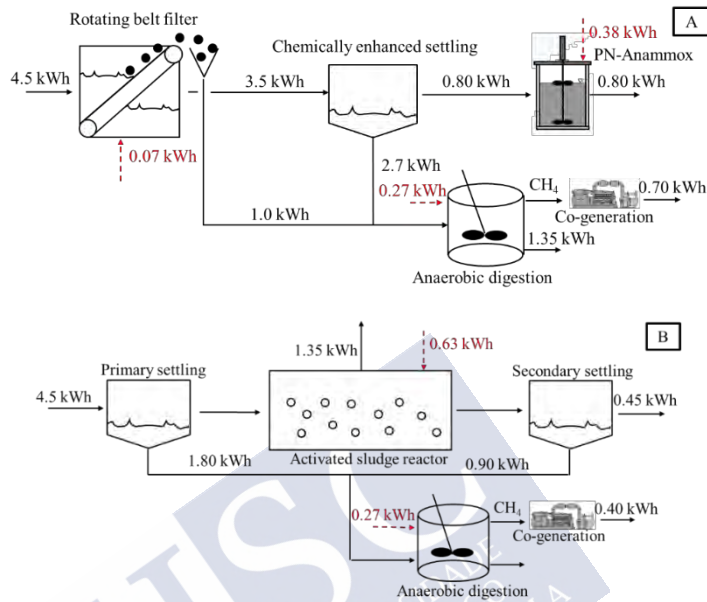 A
Rotating belt filter
0.38 kWh
Chemically enhanced settling
PN-Anammox
4.5 kWh
3.5 kWh
0.80 kWh
0.80 kWh
0.07 kWh
2.7 kWh
0.27 kWh
CH4
0.70 kWh
1.0 kWh
Co-generation
1.35 kWh
Anaerobic digestion
B
1.35 kWh
0.63 kWh
Primary settling
Secondary settling
4.5 kWh
0.45 kWh
Activated sludge reactor
1.80 kWh
0.90 kWh
0.27 kWh
CH4
0.40 kWh
Co-generation
Anaerobic digestion
USC